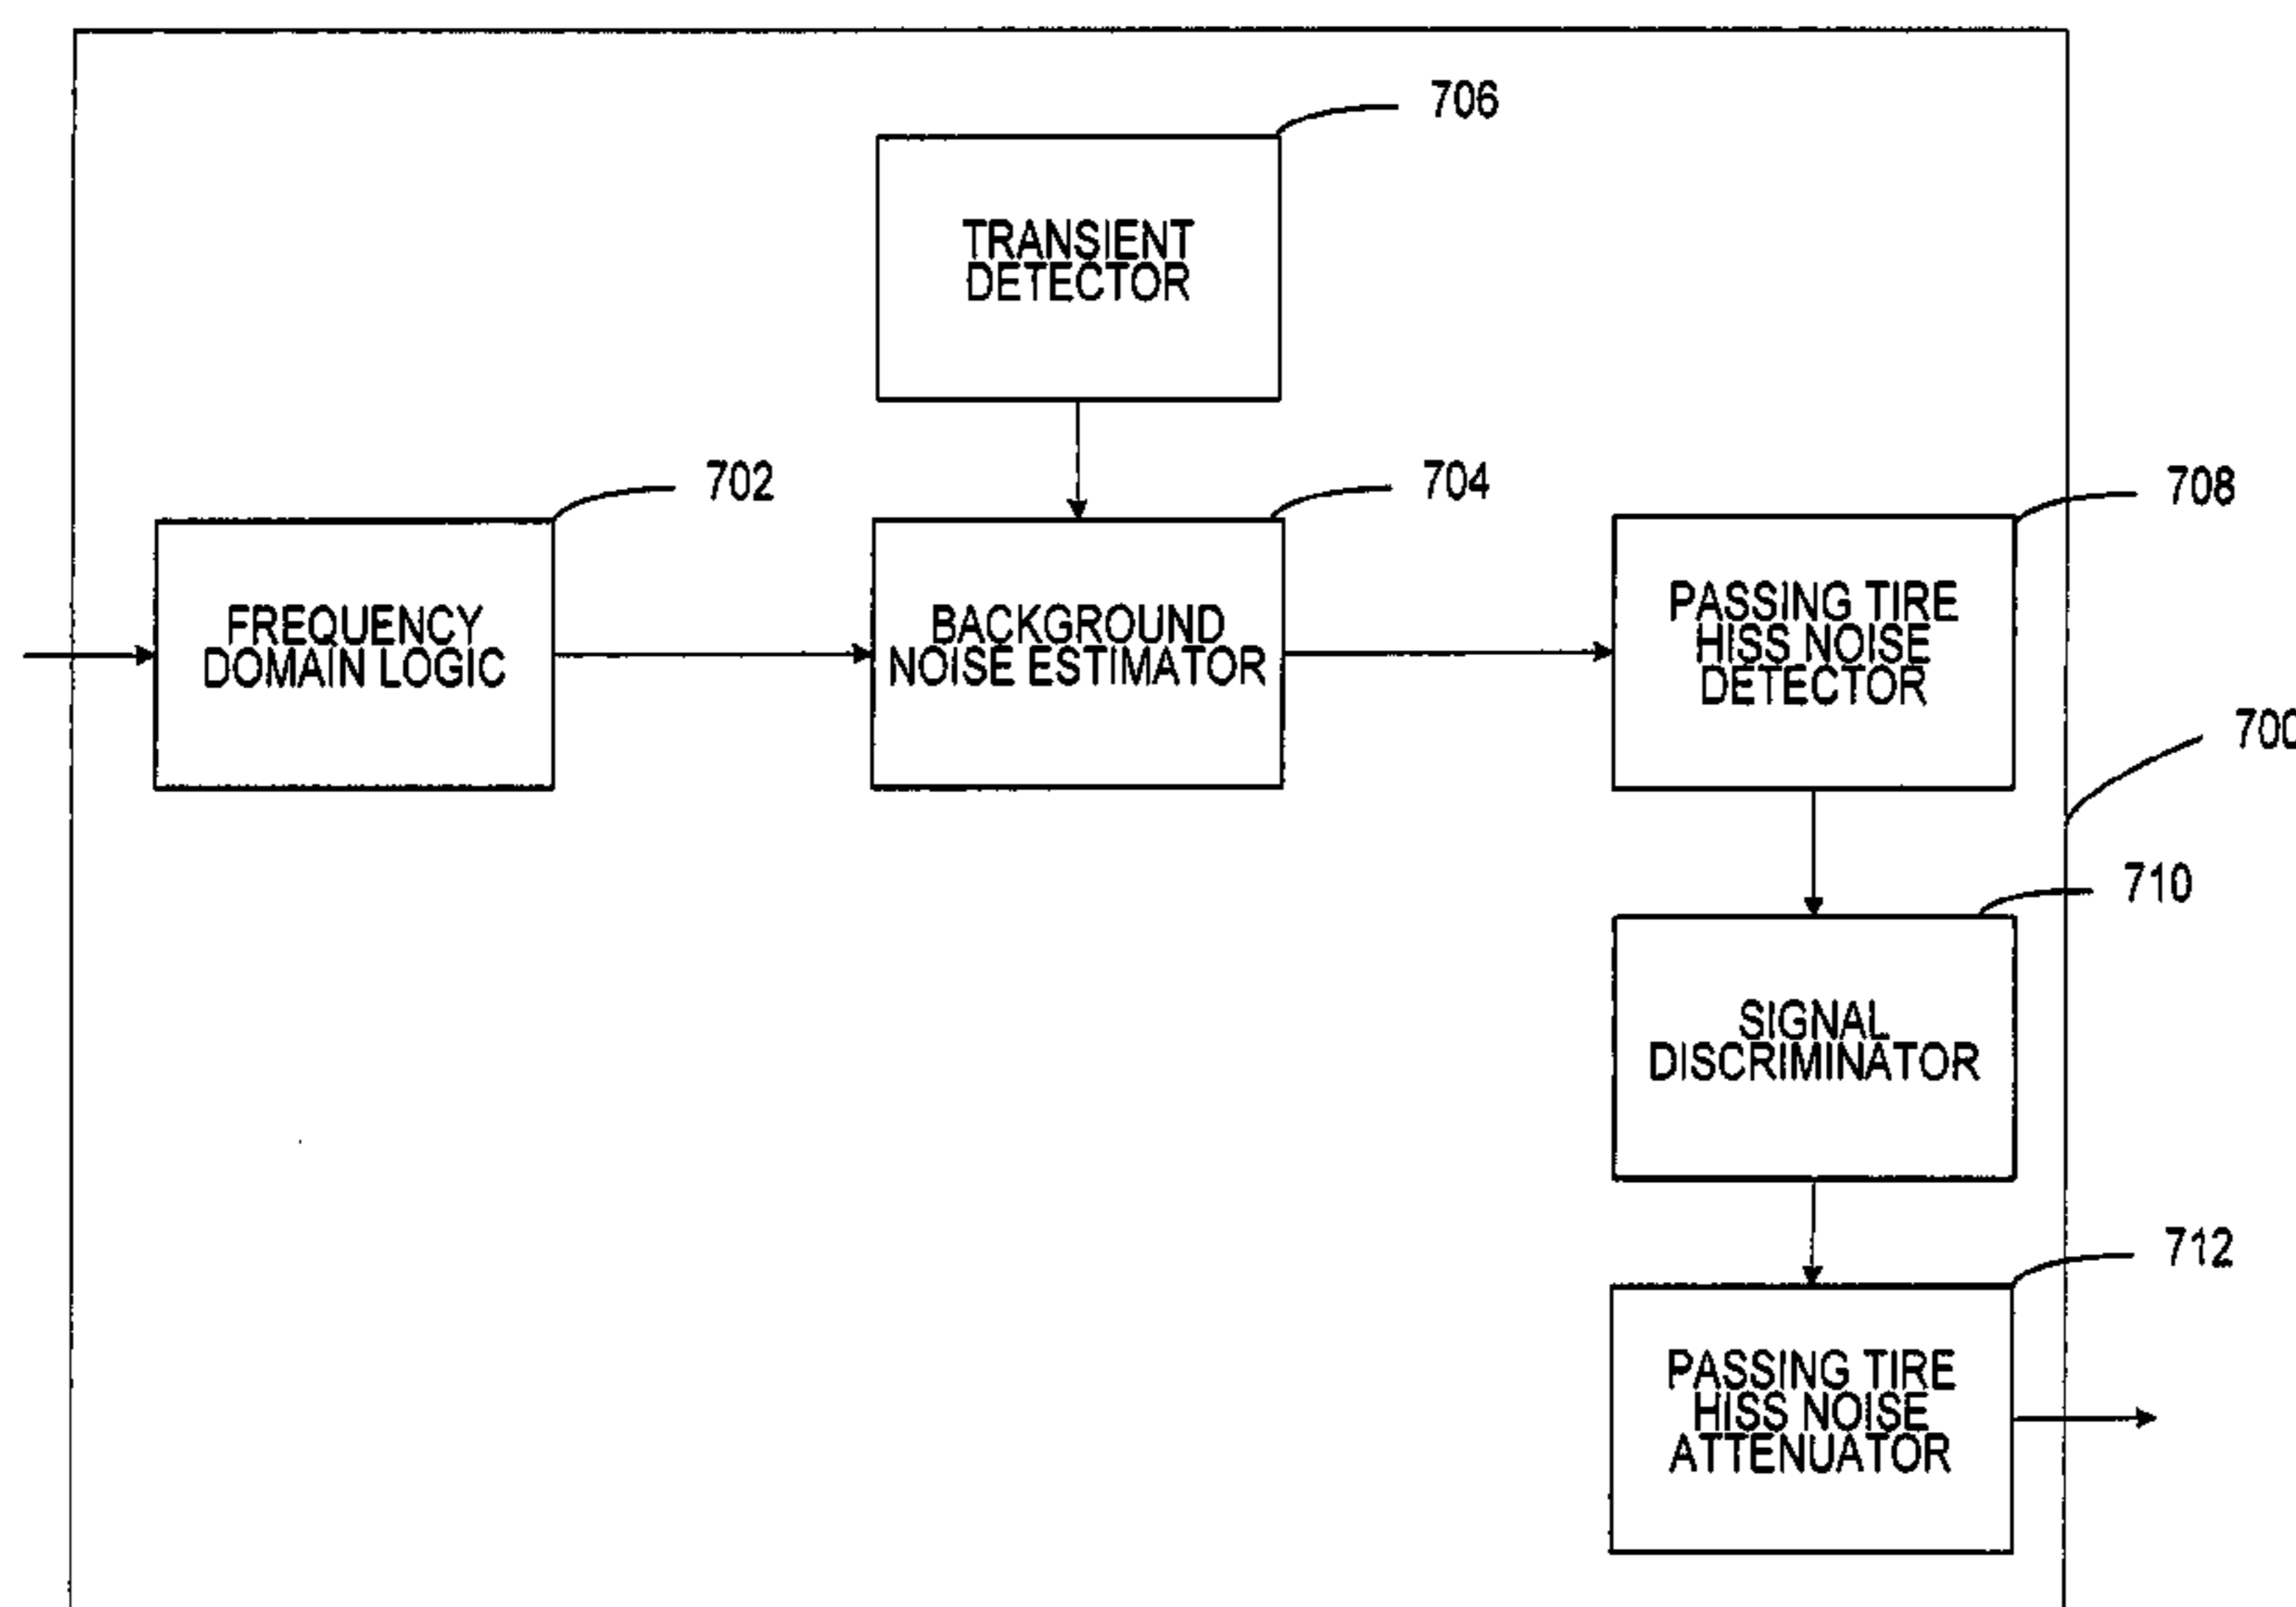 706
TRANSIENT
DETECTOR
702
704
708
FREQUENCY
DOMAIN LOGIC
BACKGROUND
NOISE ESTIMATOR
PASSING TIRE
HISS NOISE
DETECTOR
700
710
SIGNAL
DISCRIMINATOR
712
PASSING TIRE
HISS NOISE
ATTENUATOR